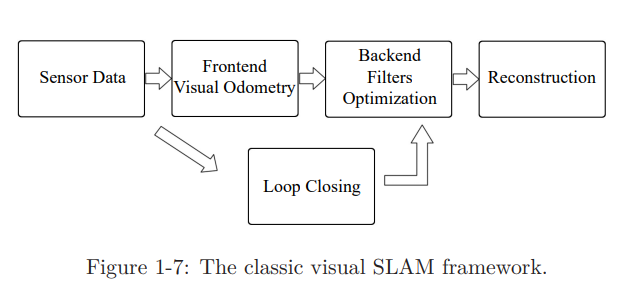 Sensor Data
Frontend
Visual Odometry
Backend
Filters
Optimization
Reconstruction
Loop Closing
Figure 1-7: The classic visual SLAM framework.